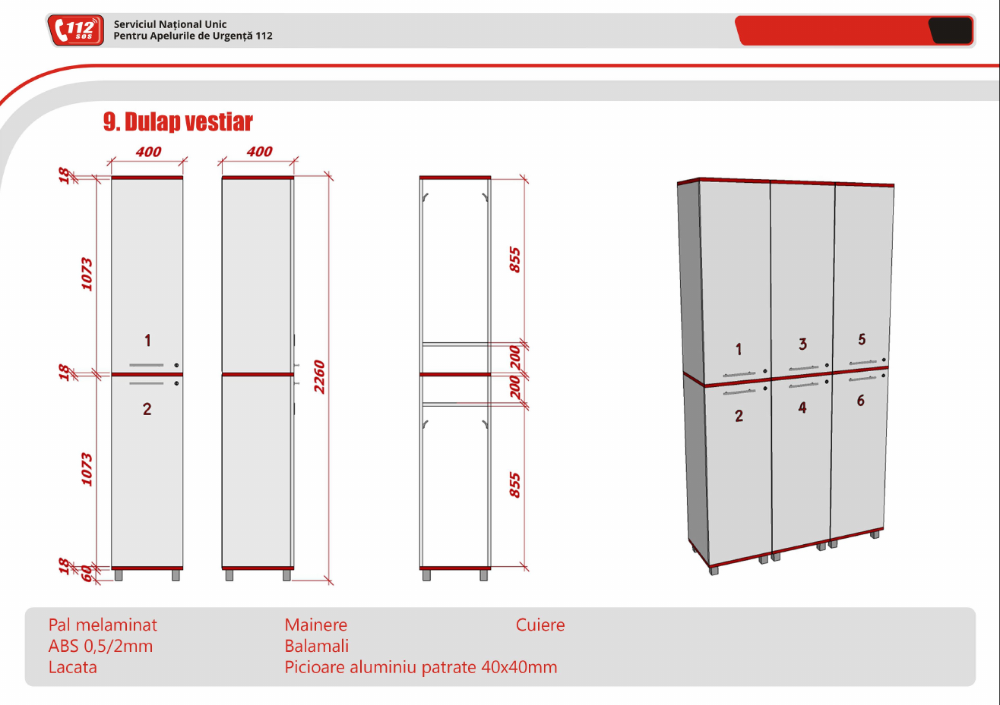 112
SOS
Serviciul Național Unic
Pentru Apelurile de Urgență 112
9. Dulap vestiar
400
400
18
1073
855
1
1
3
5
200
18
2260
200
2
2
4
6
1073
855
18
60
Pal melaminat
Mainere
Cuiere
ABS 0,5/2mm
Balamali
Lacata
Picioare aluminiu patrate 40x40mm